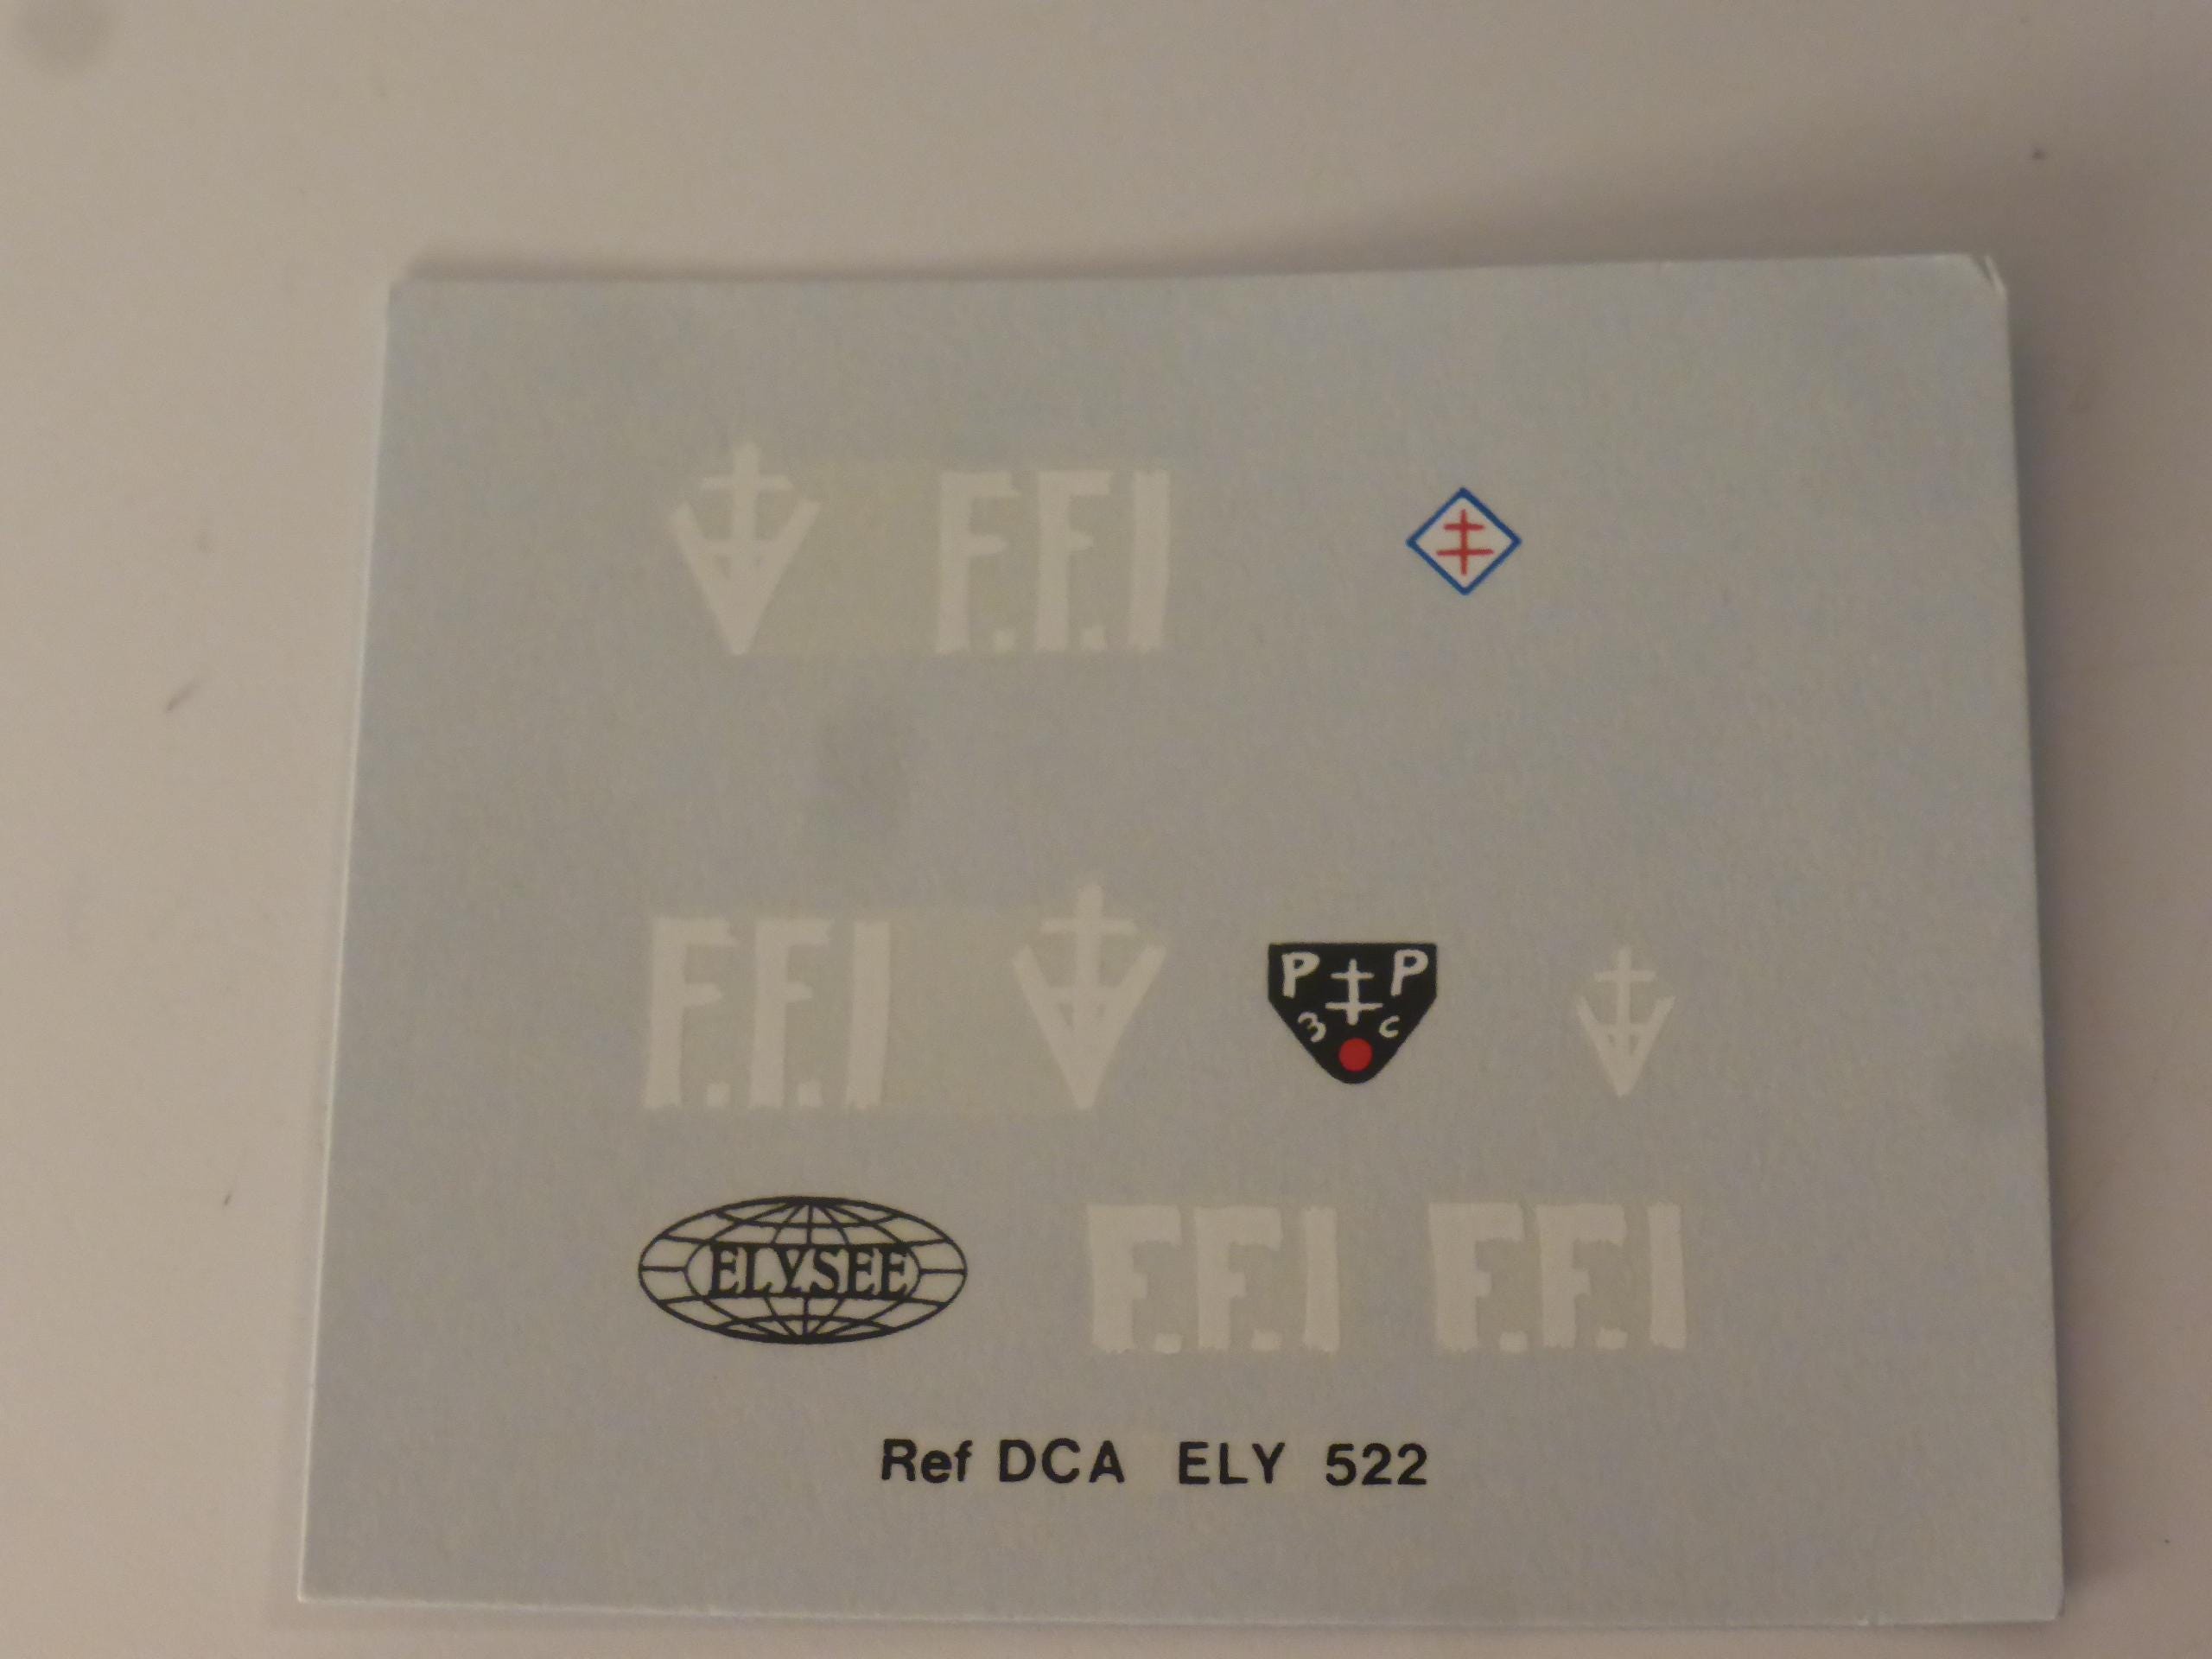 F.F.I
F.F.I
P P
3 C
ELYSEE F.F.I F.F.I
Ref DCA ELY 522